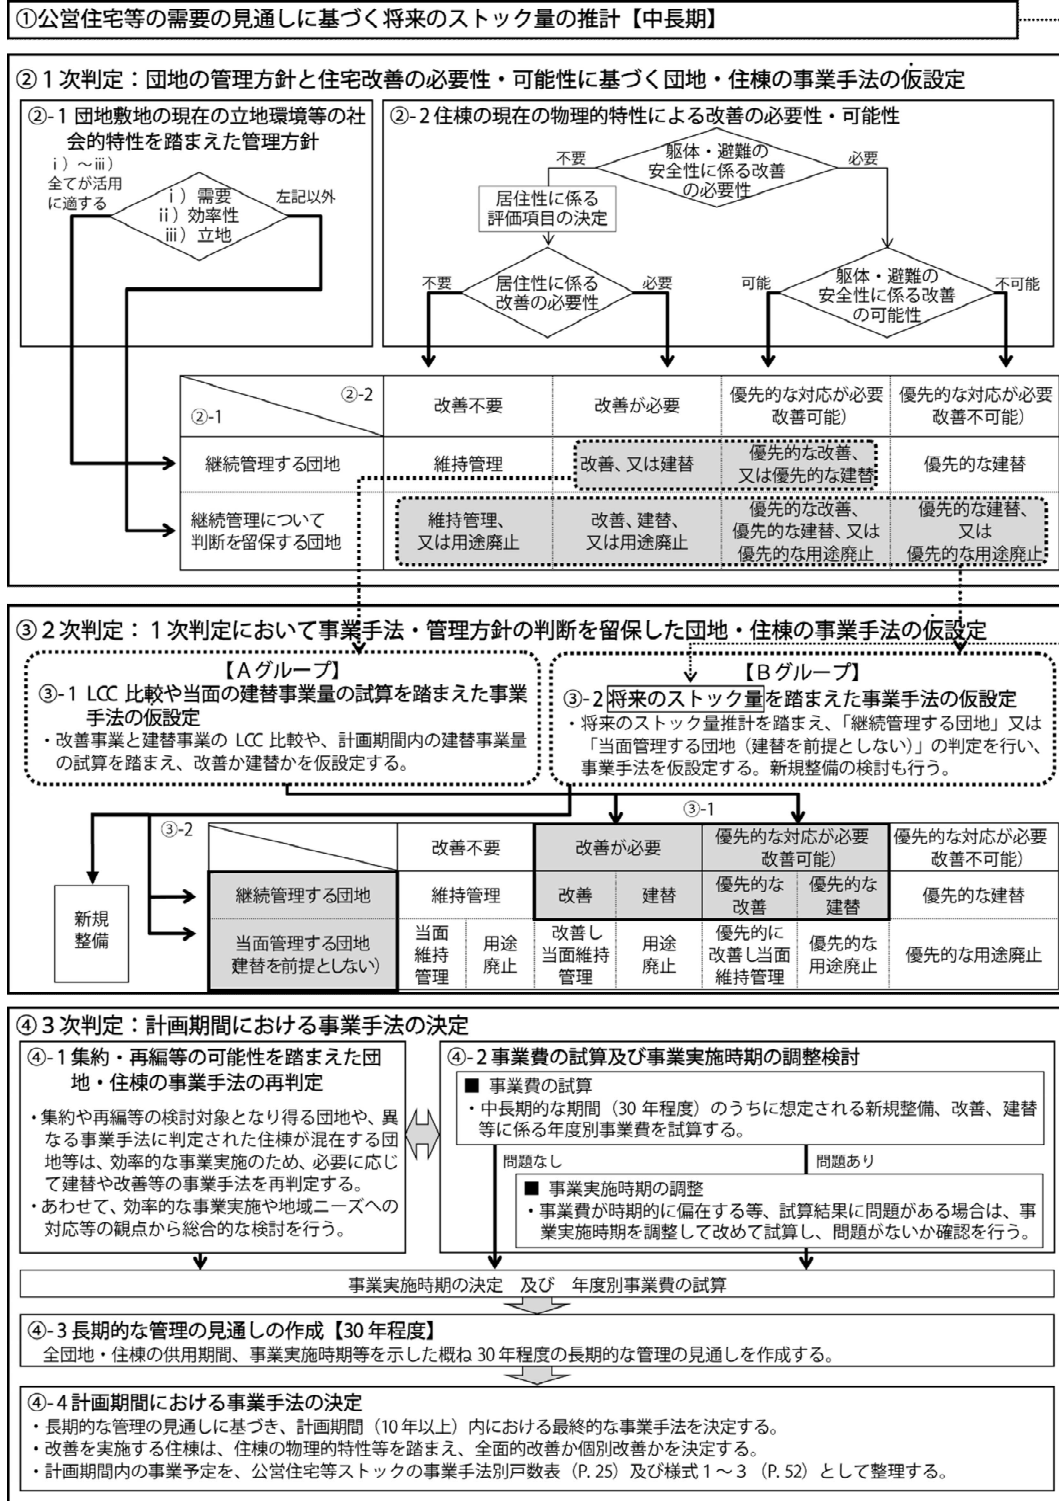 ①公営住宅等の需要の見通しに基づく将来のストック量の推計【中長期】
②１次判定：団地の管理方針と住宅改善の必要性・可能性に基づく団地・住棟の事業手法の仮設定
②-1 団地敷地の現在の立地環境等の社
会的特性を踏まえた管理方針
ⅰ）～ⅲ）
全てが活用
に適する
ⅰ）需要
ⅱ）効率性
ⅲ）立地
左記以外
②-2 住棟の現在の物理的特性による改善の必要性・可能性
不要
躯体・避難の
安全性に係る改善
の必要性
必要
居住性に係る
評価項目の決定
不要
居住性に係る
改善の必要性
必要
可能
躯体・避難の
安全性に係る改善
の可能性
不可能
②-2
②-1
改善不要
改善が必要
優先的な対応が必要
改善可能）
優先的な対応が必要
改善不可能）
継続管理する団地
維持管理
改善、又は建替
優先的な改善、
又は優先的な建替
優先的な建替
継続管理について
判断を留保する団地
維持管理、
又は用途廃止
改善、建替、
又は用途廃止
優先的な改善、
優先的な建替、又は
優先的な用途廃止
優先的な建替、
又は
優先的な用途廃止
③２次判定：１次判定において事業手法・管理方針の判断を留保した団地・住棟の事業手法の仮設定
【Aグループ】
③-1 LCC 比較や当面の建替事業量の試算を踏まえた事業
手法の仮設定
・改善事業と建替事業の LCC 比較や、計画期間内の建替事業量
の試算を踏まえ、改善か建替かを仮設定する。
【Bグループ】
③-2 将来のストック量を踏まえた事業手法の仮設定
・将来のストック量推計を踏まえ、「継続管理する団地」又は
「当面管理する団地（建替を前提としない）」の判定を行い、
事業手法を仮設定する。新規整備の検討も行う。
③-1
③-2
改善不要
改善が必要
優先的な対応が必要
改善可能）
優先的な対応が必要
改善不可能）
新規
整備
継続管理する団地
維持管理
改善
建替
優先的な
改善
優先的な
建替
優先的な建替
当面管理する団地
建替を前提としない）
当面
維持
管理
用途
廃止
改善し
当面維持
管理
用途
廃止
優先的に
改善し当面
維持管理
優先的な
用途廃止
優先的な用途廃止
④３次判定：計画期間における事業手法の決定
④-1 集約・再編等の可能性を踏まえた団
地・住棟の事業手法の再判定
・集約や再編等の検討対象となり得る団地や、異
なる事業手法に判定された住棟が混在する団
地等は、効率的な事業実施のため、必要に応じ
て建替や改善等の事業手法を再判定する。
・あわせて、効率的な事業実施や地域ニーズへの
対応等の観点から総合的な検討を行う。
④-2 事業費の試算及び事業実施時期の調整検討
■ 事業費の試算
・中長期的な期間（30 年程度）のうちに想定される新規整備、改善、建替
等に係る年度別事業費を試算する。
問題なし
問題あり
■ 事業実施時期の調整
・事業費が時期的に偏在する等、試算結果に問題がある場合は、事
業実施時期を調整して改めて試算し、問題がないか確認を行う。
事業実施時期の決定　及び　年度別事業費の試算
④-3 長期的な管理の見通しの作成【30 年程度】
全団地・住棟の供用期間、事業実施時期等を示した概ね 30 年程度の長期的な管理の見通しを作成する。
④-4 計画期間における事業手法の決定
・長期的な管理の見通しに基づき、計画期間（10 年以上）内における最終的な事業手法を決定する。
・改善を実施する住棟は、住棟の物理的特性等を踏まえ、全面的改善か個別改善かを決定する。
・計画期間内の事業予定を、公営住宅等ストックの事業手法別戸数表（P. 25）及び様式１～３（P. 52）として整理する。